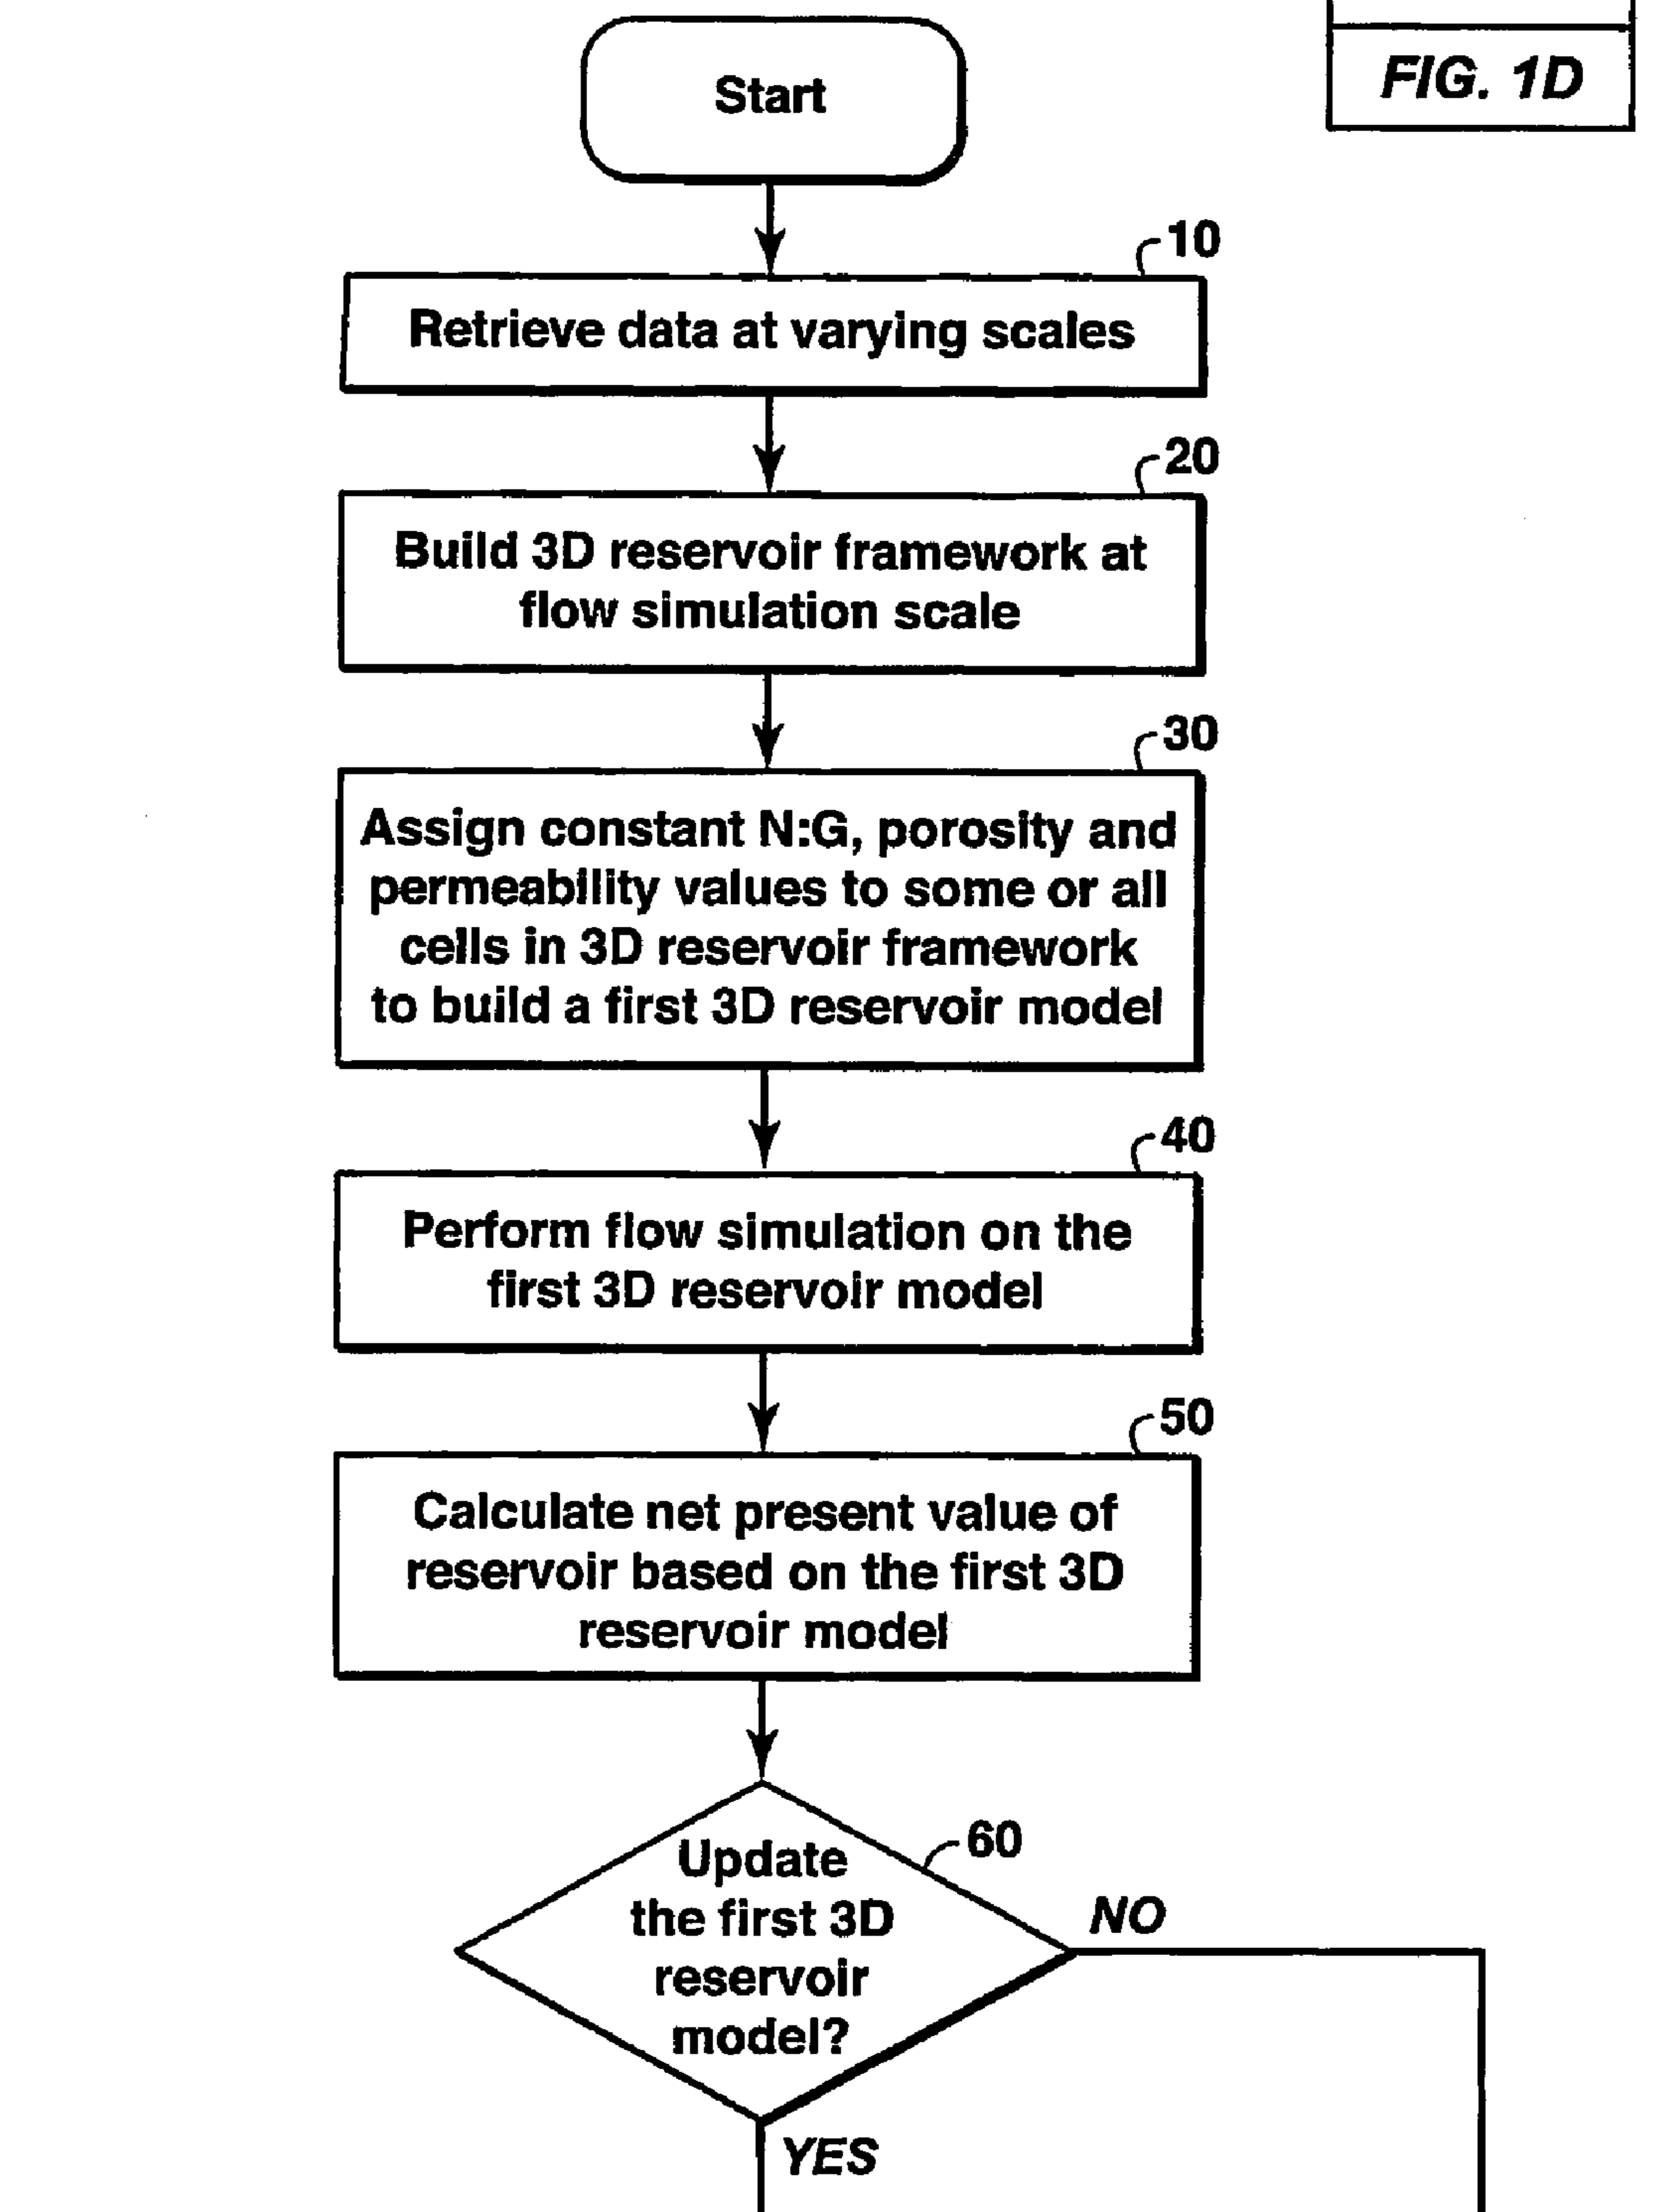 FIG. 1D
Start
10
Retrieve data at varying scales
20
Build 3D reservoir framework at
flow simulation scale
30
Assign constant N:G, porosity and
permeability values to some or all
cells in 3D reservoir framework
to build a first 3D reservoir model
40
Perform flow simulation on the
first 3D reservoir model
50
Calculate net present value of
reservoir based on the first 3D
reservoir model
60
Update
the first 3D
reservoir
model?
NO
YES